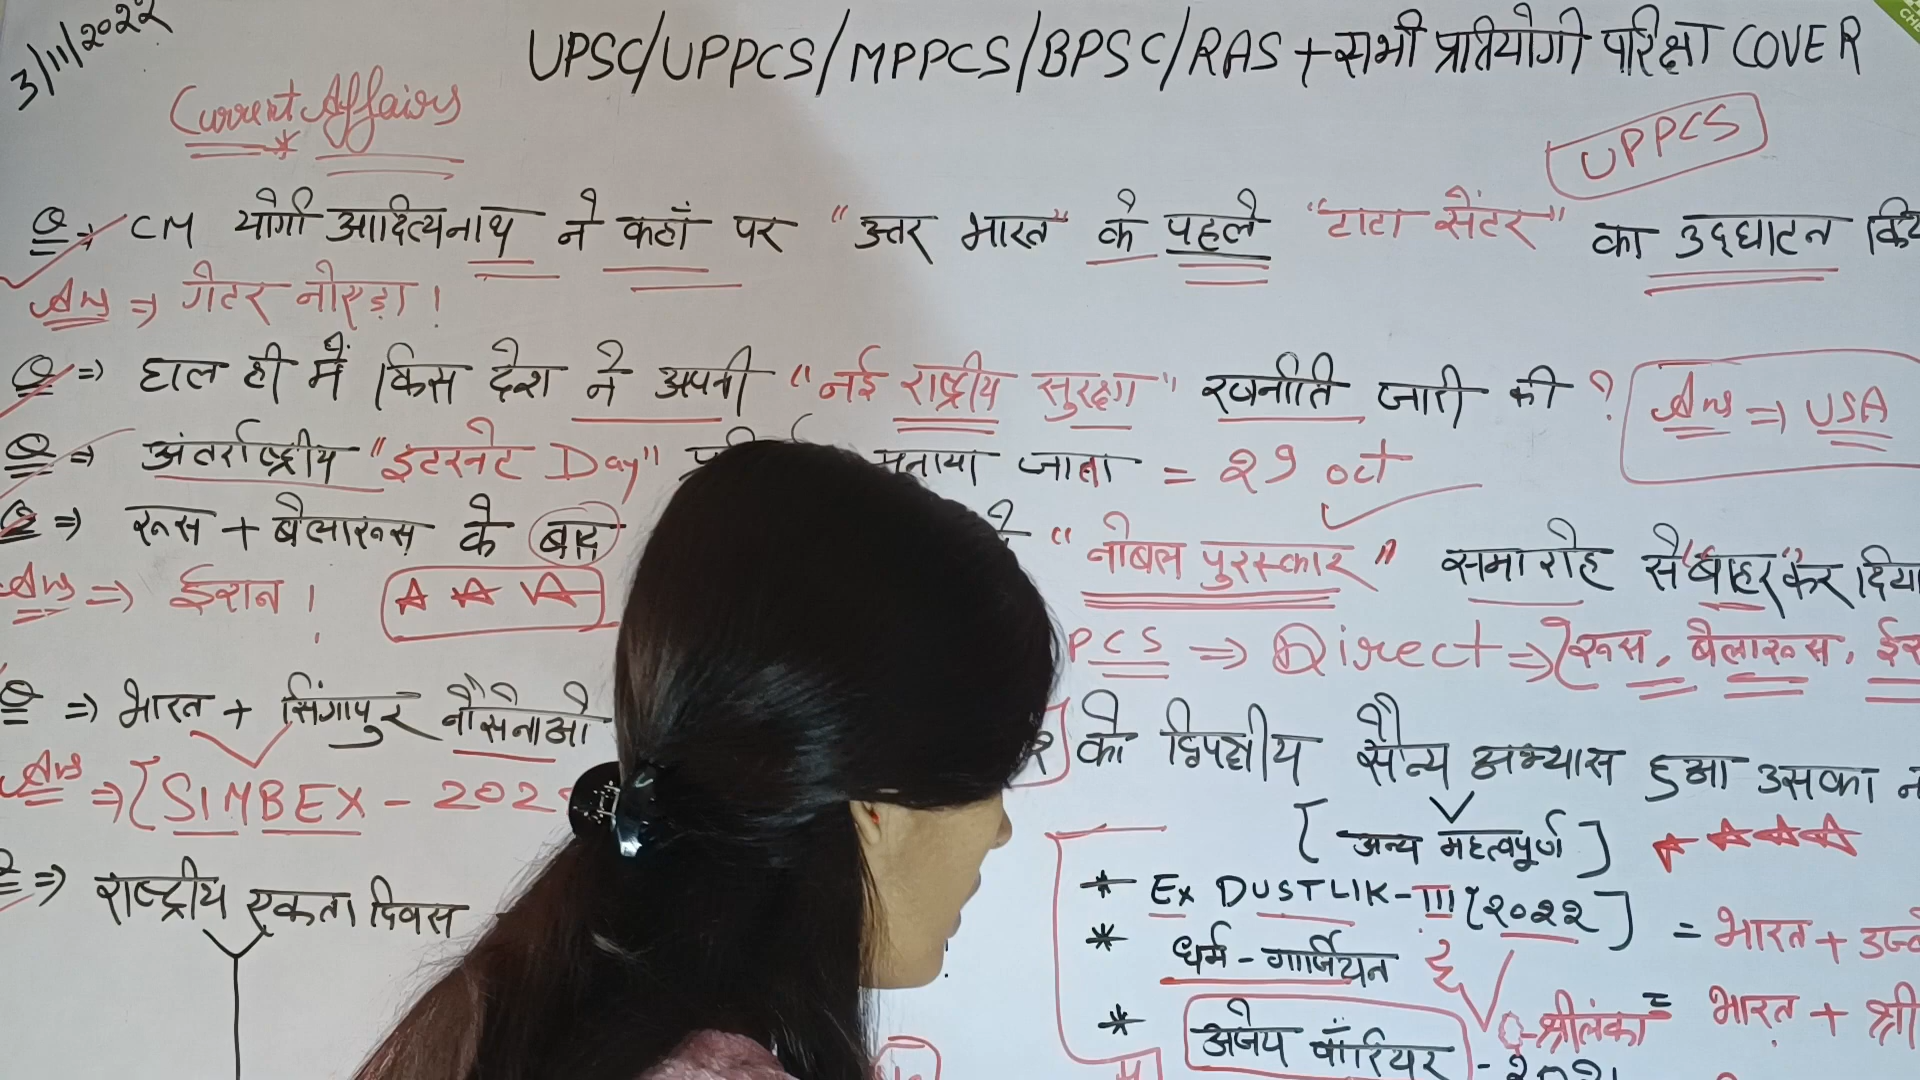 3/11/2022
UPSC/UPPCS/MPPCS/BPSC/RAS+सभी प्रतियोगी परिक्षा COVER
Current Affairs
UPPCS
Q⇒ CM योगी आदित्यनाथ ने कहाँ पर "उत्तर भारत" के पहले "टाटा सेंटर" का उद्घाटन
Ans ⇒ ग्रेटर नोएडा!
Q⇒ हाल ही में किस देश ने अपनी "नई राष्ट्रीय सुरक्षा" रणनीति जारी की ? Ans ⇒ USA
Q⇒ अंतर्राष्ट्रीय "इंटरनेट Day" मनाया जाता = 29 oct
Q⇒ रूस + बेलारूस के बाद "नोबल पुरस्कार" समारोह से "बाहर" कर दिया
Ans ⇒ ईरान !
PCS ⇒ Direct ⇒ [रूस, बेलारूस,
Q⇒ भारत + सिंगापुर नौसेनाओं को द्विपक्षीय सैन्य अभ्यास हुआ उसका
Ans ⇒ [SIMBEX - 202
[अन्य महत्वपूर्ण]
Q⇒ राष्ट्रीय एकता दिवस
* Ex DUSTLIK-III [2022] = भारत +
* धर्म - गार्जियन
* अजेय वॉरियर -
श्रीलंका = भारत + श्री